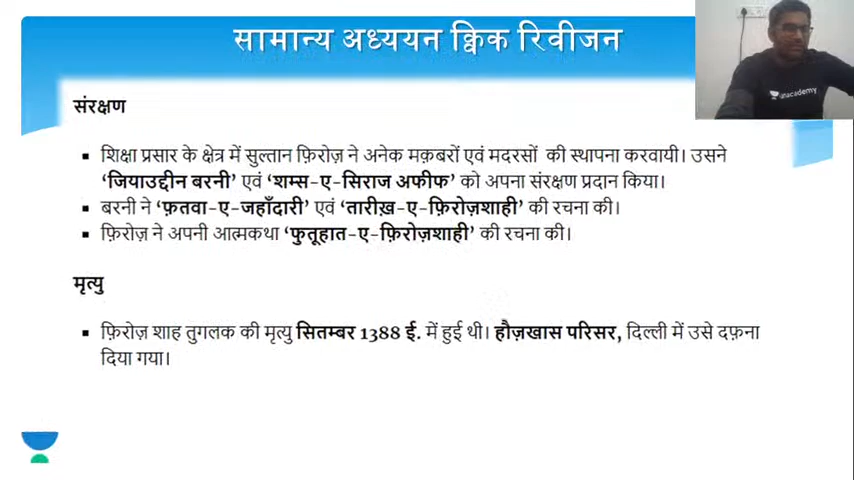 सामान्य अध्ययन क्विक रिवीजन
unacademy
संरक्षण
▪ शिक्षा प्रसार के क्षेत्र में सुल्तान फ़िरोज़ ने अनेक मक़बरों एवं मदरसों की स्थापना करवायी। उसने
‘जियाउद्दीन बरनी’ एवं ‘शम्स-ए-सिराज अफीफ’ को अपना संरक्षण प्रदान किया।
▪ बरनी ने ‘फ़तवा-ए-जहाँदारी’ एवं ‘तारीख़-ए-फ़िरोज़शाही’ की रचना की।
▪ फ़िरोज़ ने अपनी आत्मकथा ‘फुतूहात-ए-फ़िरोज़शाही’ की रचना की।
मृत्यु
▪ फ़िरोज़ शाह तुगलक की मृत्यु सितम्बर 1388 ई. में हुई थी। हौज़खास परिसर, दिल्ली में उसे दफ़ना
दिया गया।